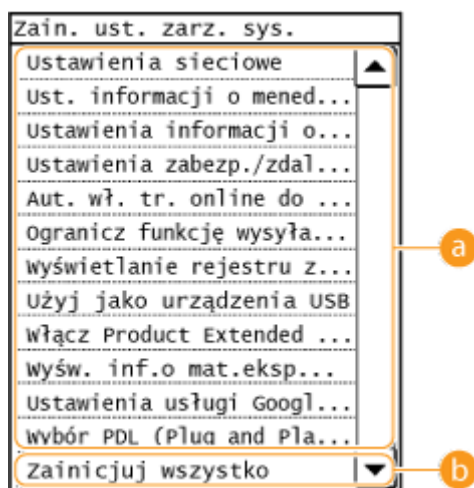 Zain. ust. zarz. sys.
Ustawienia sieciowe
Ust. informacji o mened...
Ustawienia informacji o...
Ustawienia zabezp./zdal...
Aut. wł. tr. online do ...
Ogranicz funkcję wysyła...
Wyświetlanie rejestru z...
Użyj jako urządzenia USB
Włącz Product Extended ...
Wyśw. inf.o mat.eksp...
Ustawienia usługi Googl...
Wybór PDL (Plug and Pla...
Zainicjuj wszystko
a
b